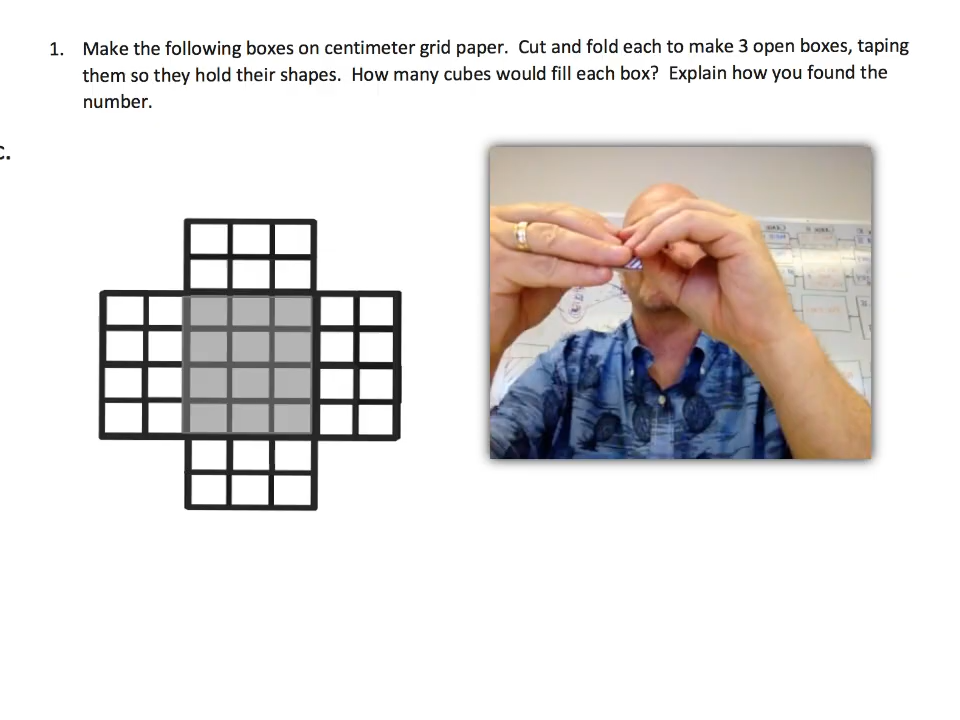 1. Make the following boxes on centimeter grid paper. Cut and fold each to make 3 open boxes, taping
them so they hold their shapes. How many cubes would fill each box? Explain how you found the
number.
c.